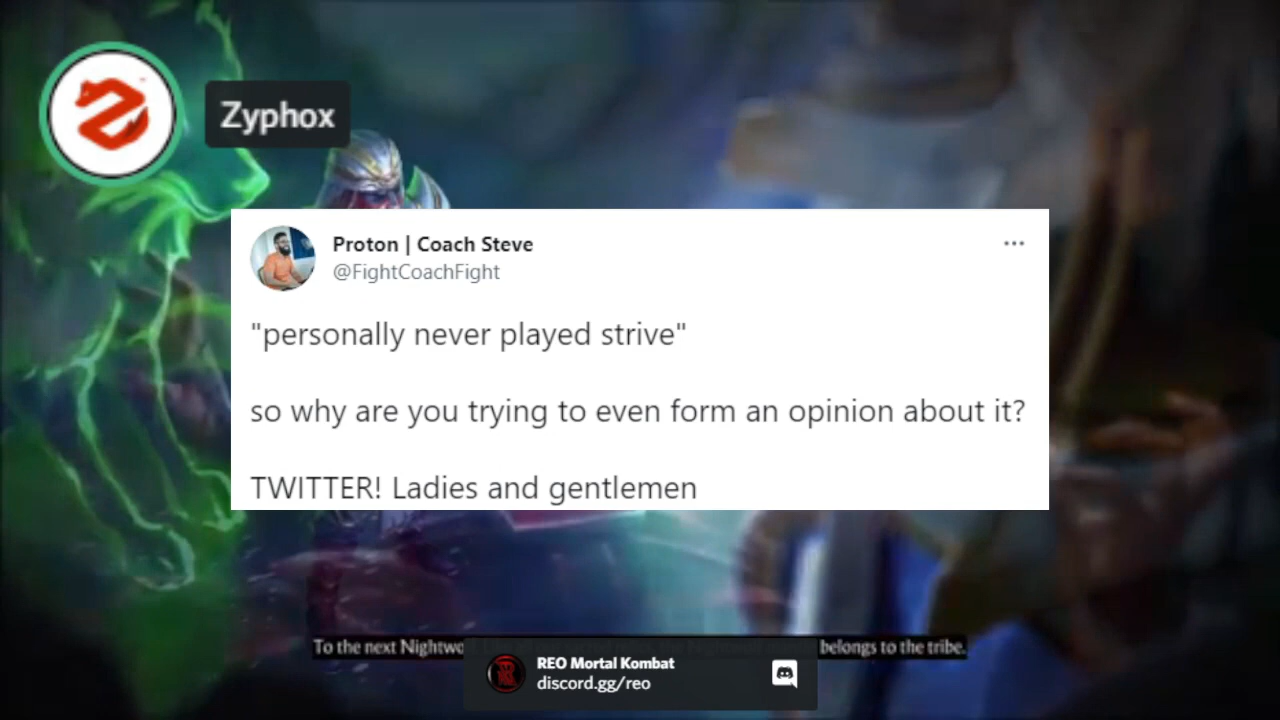 Zyphox
Proton | Coach Steve
@FightCoachFight
"personally never played strive"
so why are you trying to even form an opinion about it?
TWITTER! Ladies and gentlemen
To the next Nightwo belongs to the tribe.
REO Mortal Kombat
discord.gg/reo